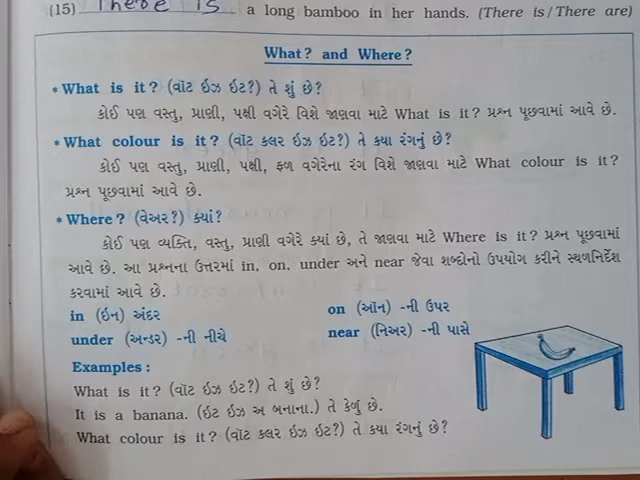 (15) There is a long bamboo in her hands. (There is/There are)
What? and Where?
* What is it? (વૉટ ઇઝ ઇટ?) તે શું છે?
કોઈ પણ વસ્તુ, પ્રાણી, પક્ષી વગેરે વિશે જાણવા માટે What is it? પ્રશ્ન પૂછવામાં આવે છે.
* What colour is it? (વૉટ કલર ઇઝ ઇટ?) તે કયા રંગનું છે?
કોઈ પણ વસ્તુ, પ્રાણી, પક્ષી, ફળ વગેરેના રંગ વિશે જાણવા માટે What colour is it?
પ્રશ્ન પૂછવામાં આવે છે.
* Where? (વેઅર?) ક્યાં?
કોઈ પણ વ્યક્તિ, વસ્તુ, પ્રાણી વગેરે ક્યાં છે, તે જાણવા માટે Where is it? પ્રશ્ન પૂછવામાં
આવે છે. આ પ્રશ્નના ઉત્તરમાં in, on, under અને near જેવા શબ્દોનો ઉપયોગ કરીને સ્થળનિર્દેશ
કરવામાં આવે છે.
in (ઇન) અંદર
on (ઑન) -ની ઉપર
under (અન્ડર) -ની નીચે
near (નિઅર) -ની પાસે
Examples :
What is it? (વૉટ ઇઝ ઇટ?) તે શું છે?
It is a banana. (ઇટ ઇઝ અ બનાના.) તે કેળું છે.
What colour is it? (વૉટ કલર ઇઝ ઇટ?) તે કયા રંગનું છે?